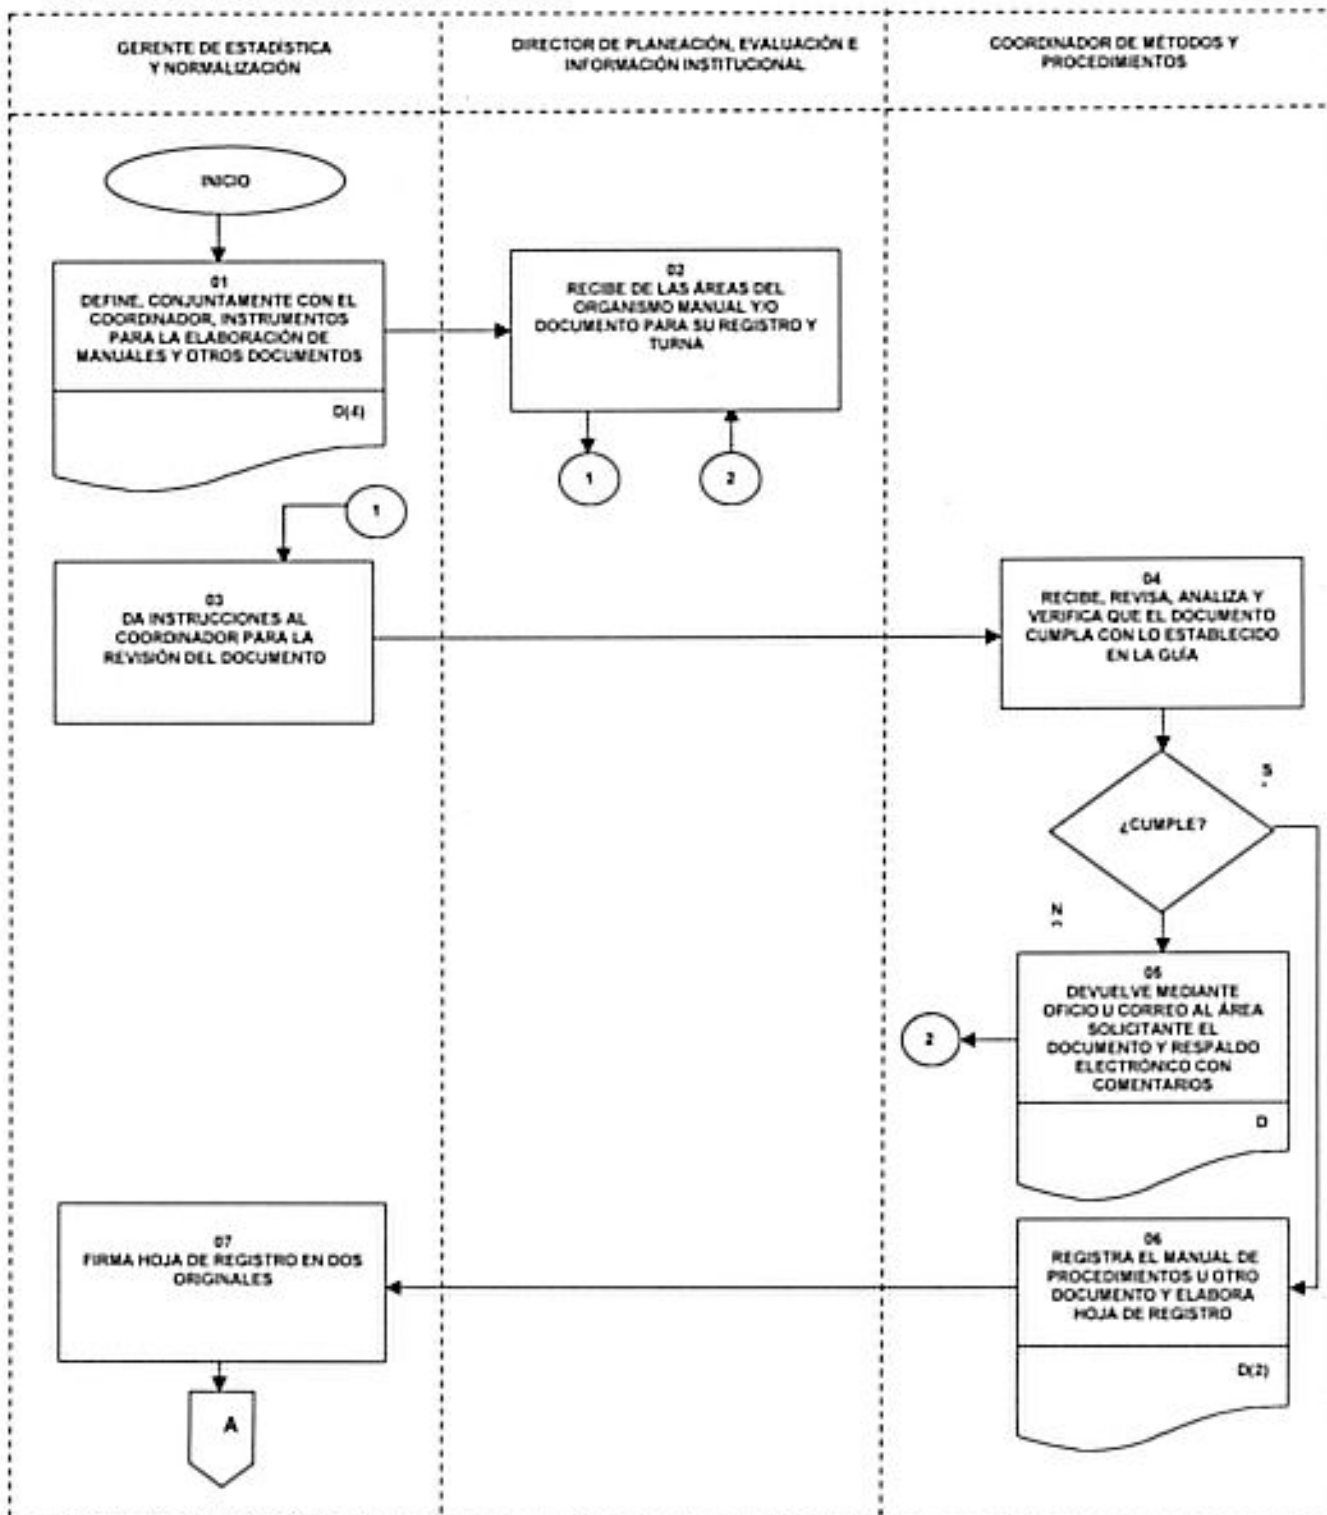 GERENTE DE ESTADÍSTICA
Y NORMALIZACIÓN
DIRECTOR DE PLANEACIÓN, EVALUACIÓN E
INFORMACIÓN INSTITUCIONAL
COORDINADOR DE MÉTODOS Y
PROCEDIMIENTOS
INICIO
01
DEFINE, CONJUNTAMENTE CON EL
COORDINADOR, INSTRUMENTOS
PARA LA ELABORACIÓN DE
MANUALES Y OTROS DOCUMENTOS
D(4)
02
RECIBE DE LAS ÁREAS DEL
ORGANISMO MANUAL Y/O
DOCUMENTO PARA SU REGISTRO Y
TURNA
1
2
1
03
DA INSTRUCCIONES AL
COORDINADOR PARA LA
REVISIÓN DEL DOCUMENTO
04
RECIBE, REVISA, ANALIZA Y
VERIFICA QUE EL DOCUMENTO
CUMPLA CON LO ESTABLECIDO
EN LA GUÍA
¿CUMPLE?
S
N
05
DEVUELVE MEDIANTE
OFICIO U CORREO AL ÁREA
SOLICITANTE EL
DOCUMENTO Y RESPALDO
ELECTRÓNICO CON
COMENTARIOS
2
D
06
REGISTRA EL MANUAL DE
PROCEDIMIENTOS U OTRO
DOCUMENTO Y ELABORA
HOJA DE REGISTRO
D(2)
07
FIRMA HOJA DE REGISTRO EN DOS
ORIGINALES
A